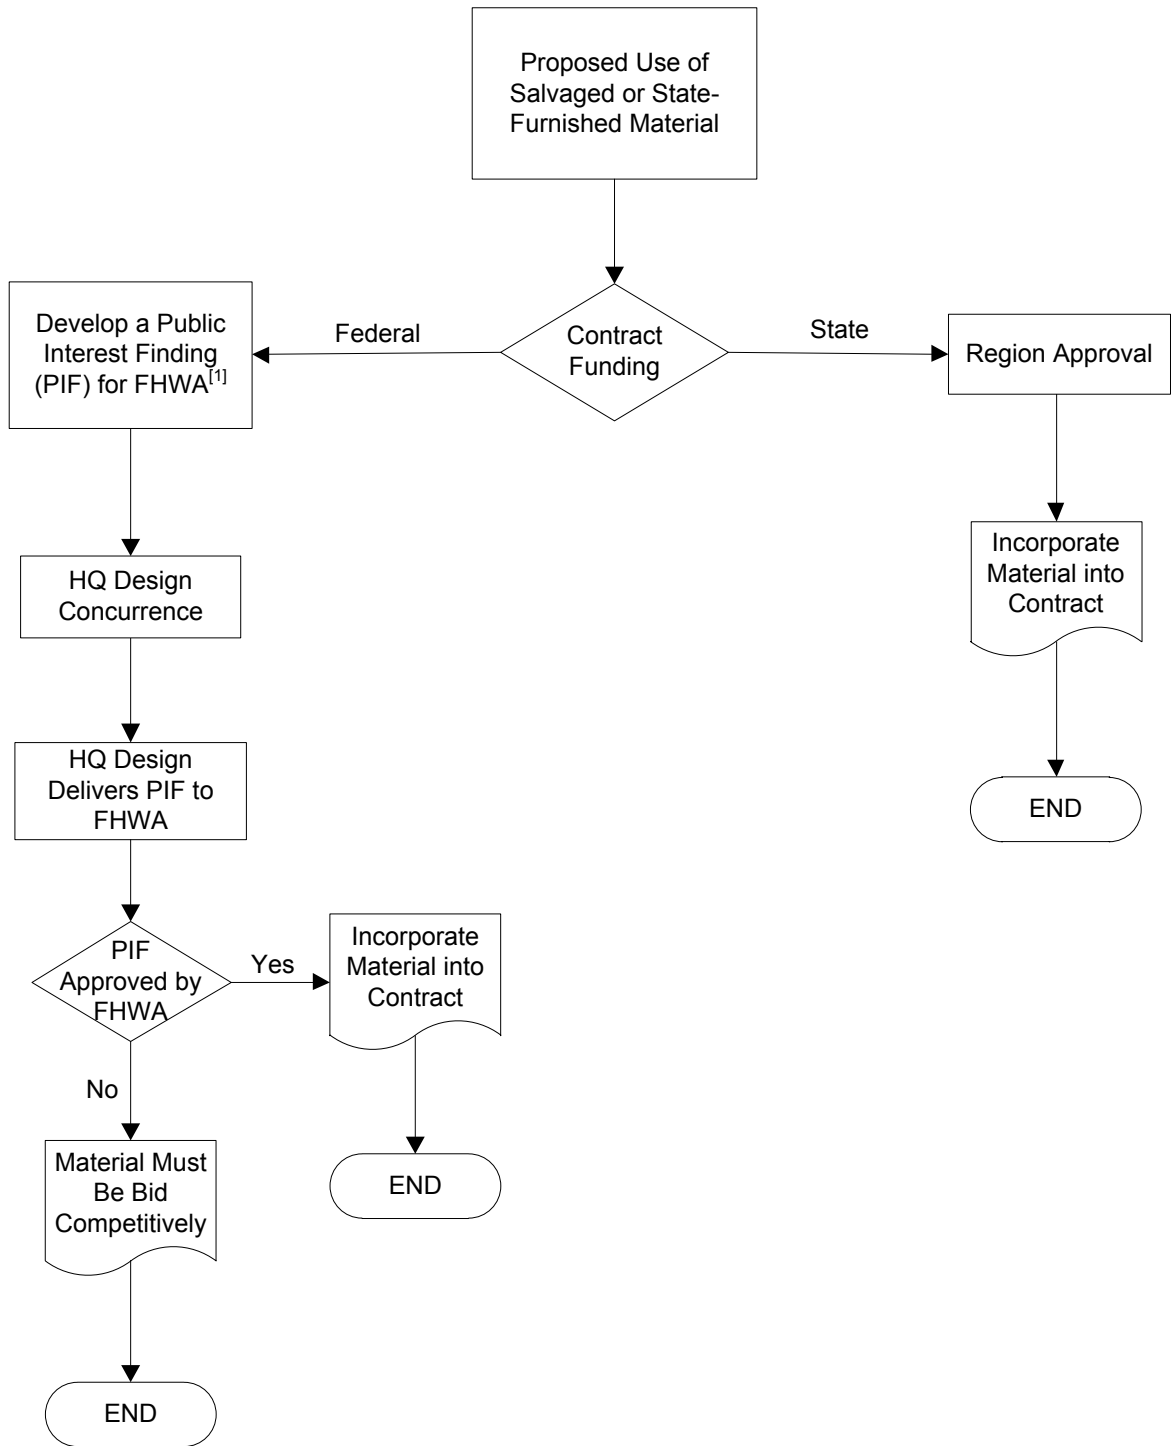 Proposed Use of
Salvaged or State-
Furnished Material
Federal
Contract
Funding
State
Develop a Public
Interest Finding
(PIF) for FHWA[1]
Region Approval
HQ Design
Concurrence
Incorporate
Material into
Contract
HQ Design
Delivers PIF to
FHWA
END
PIF
Approved by
FHWA
Yes
Incorporate
Material into
Contract
No
Material Must
Be Bid
Competitively
END
END